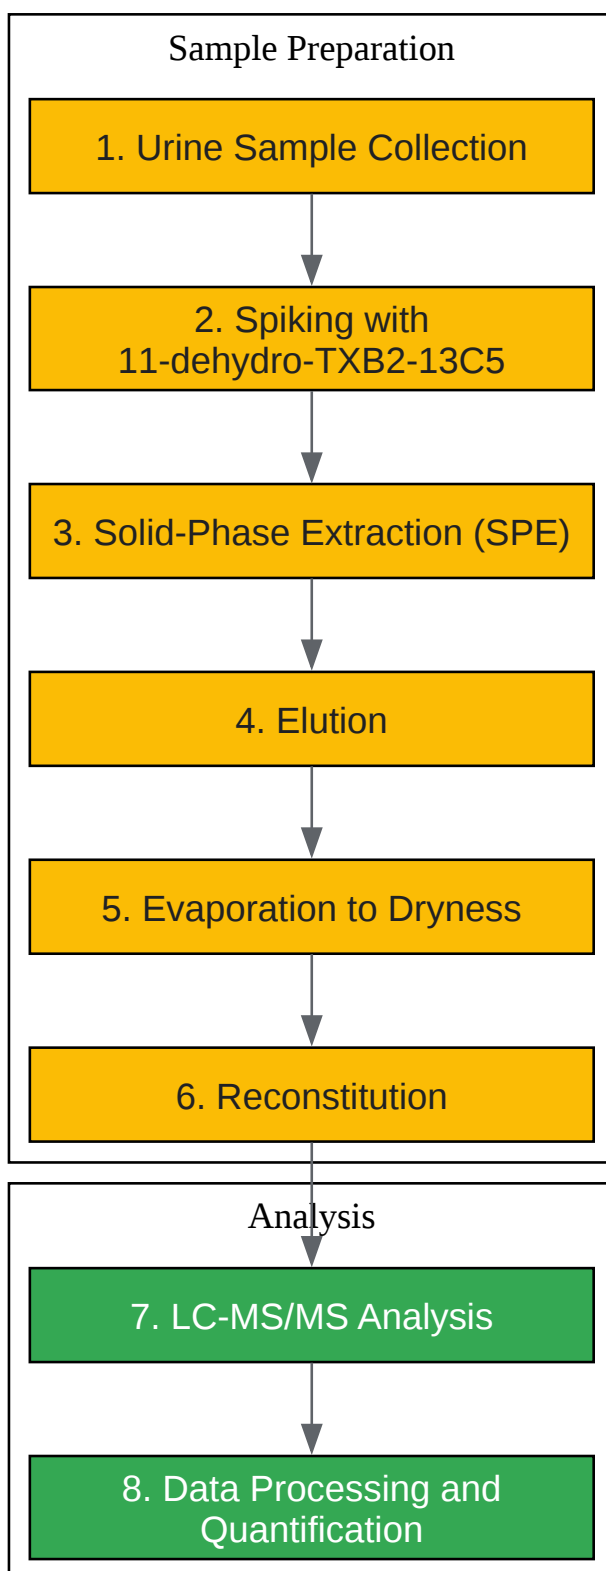 Sample Preparation
1. Urine Sample Collection
2. Spiking with
11-dehydro-TXB2-13C5
3. Solid-Phase Extraction (SPE)
4. Elution
5. Evaporation to Dryness
6. Reconstitution
Analysis
7. LC-MS/MS Analysis
8. Data Processing and
Quantification